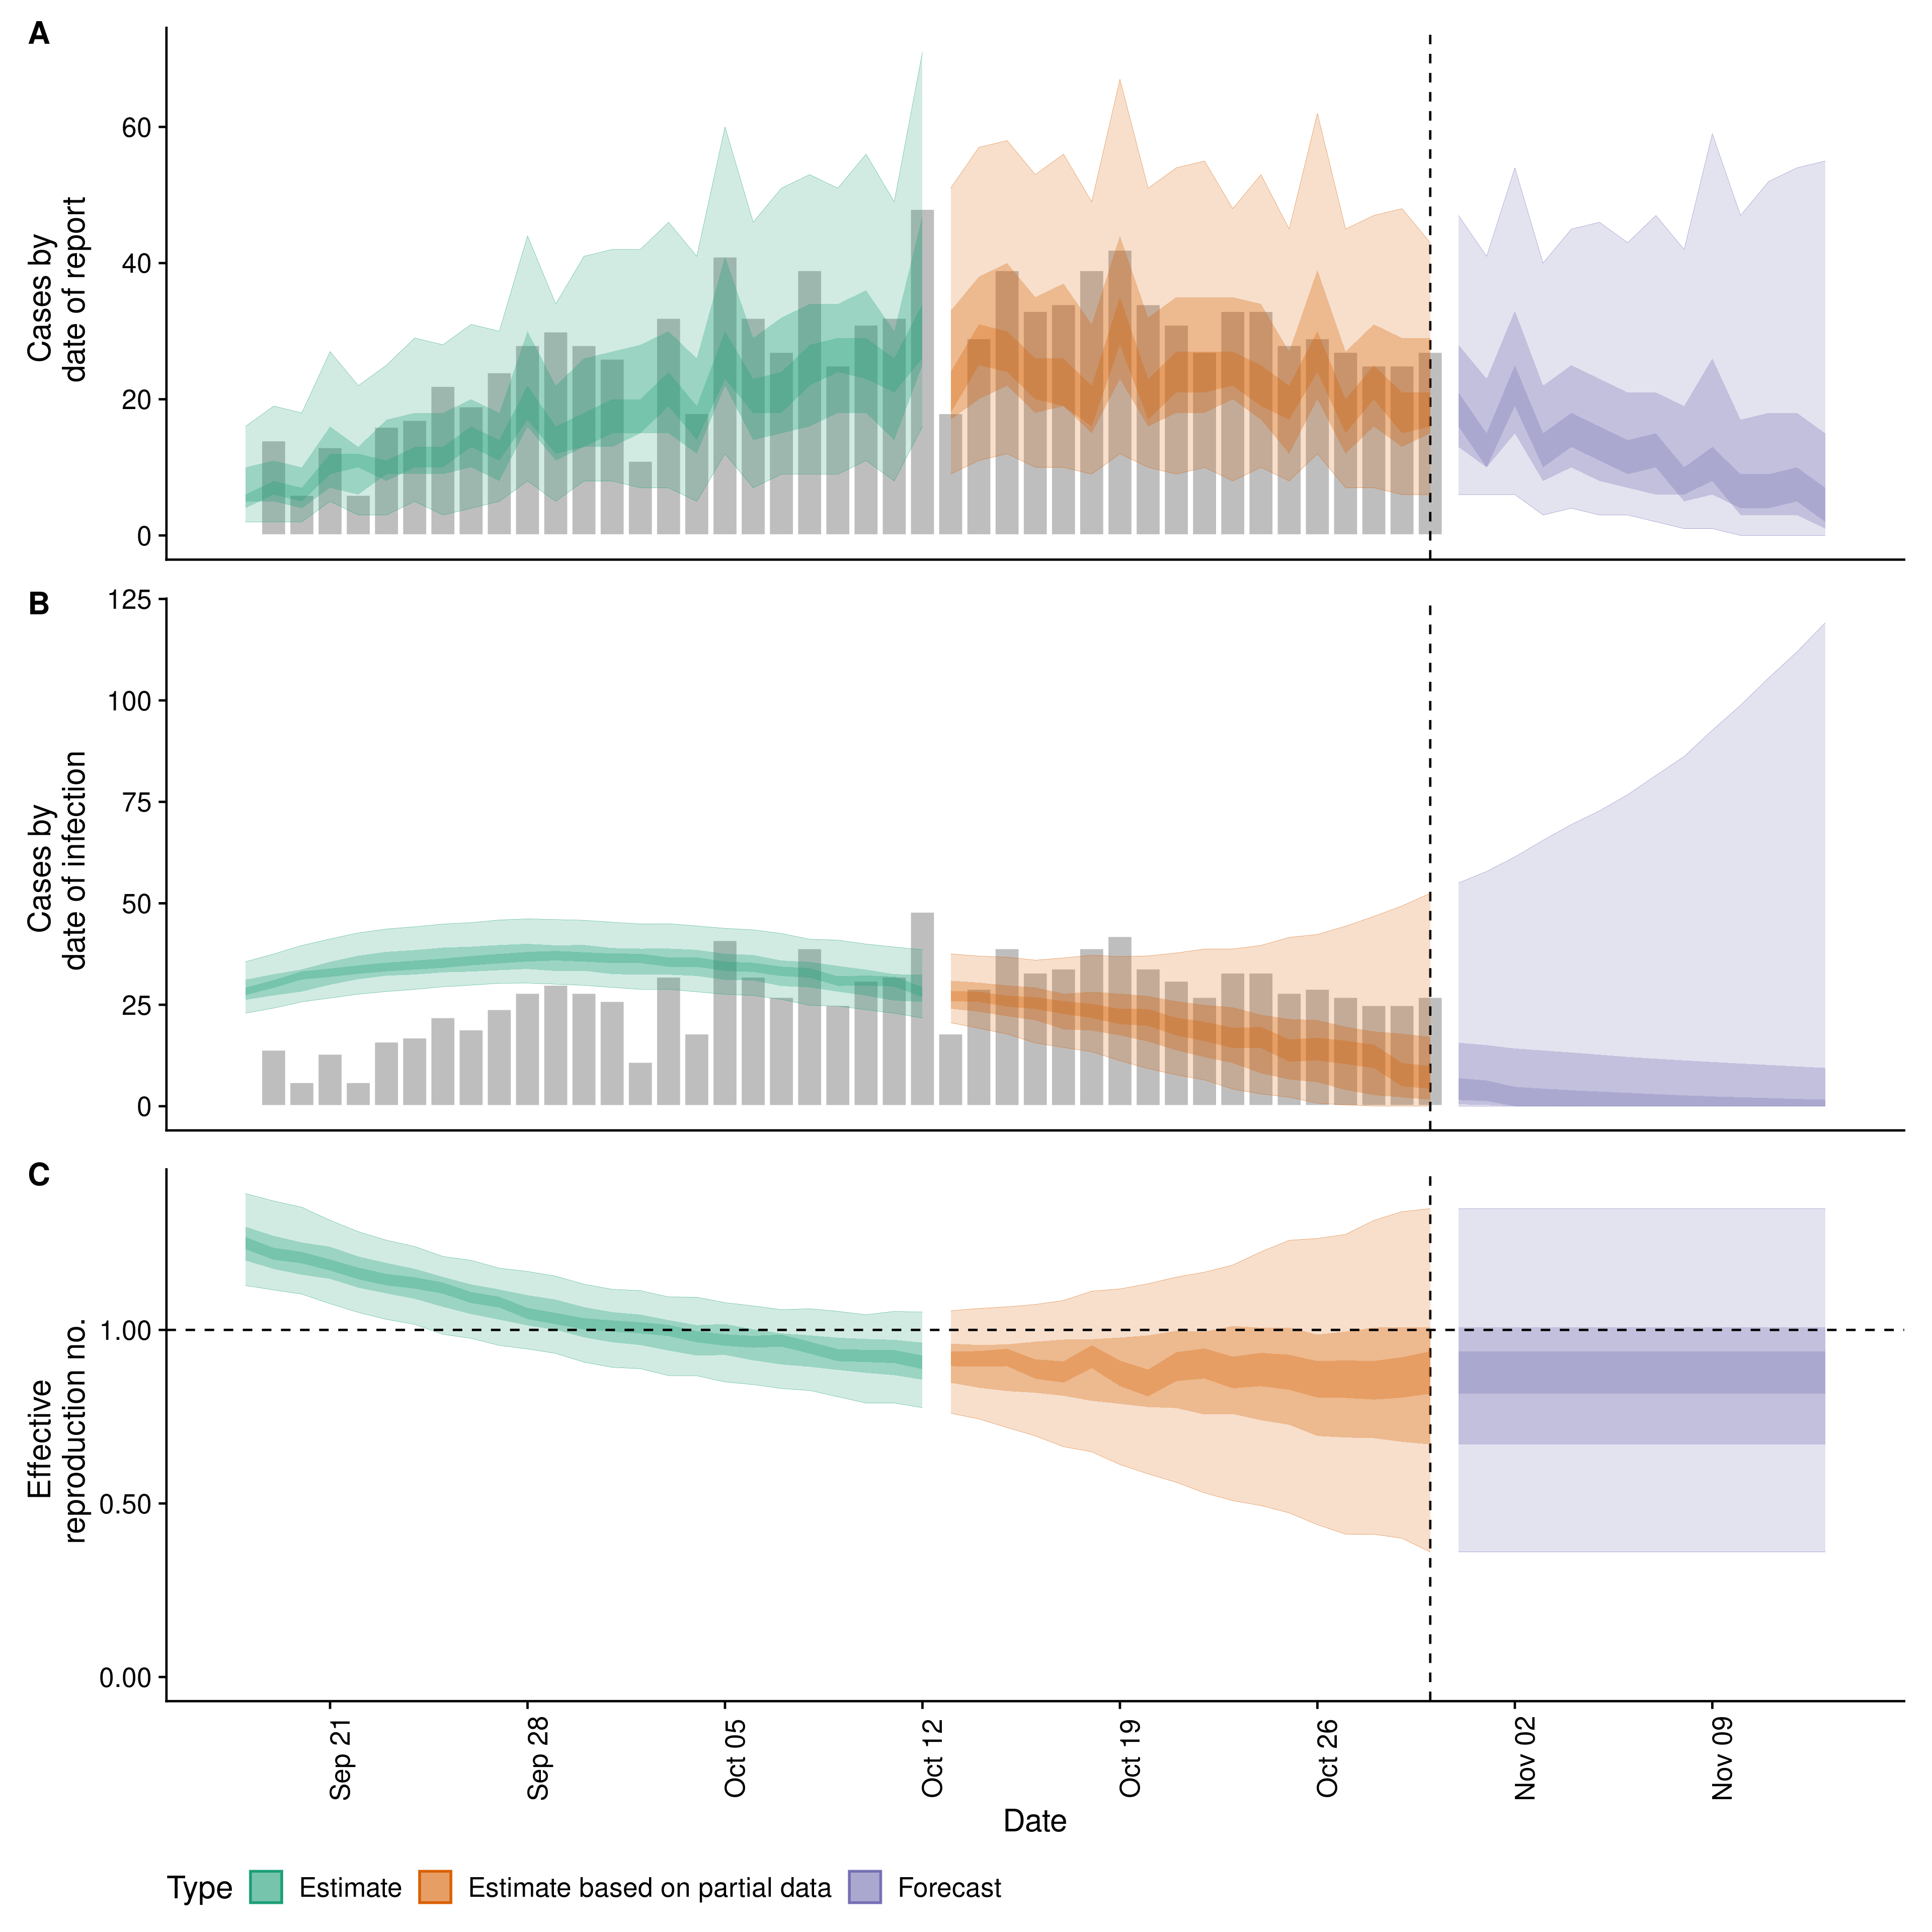 A
Cases by
date of report
60
40
20
0
B
Cases by
date of infection
125
100
75
50
25
0
C
Effective
reproduction no.
1.00
0.50
0.00
Sep 21
Sep 28
Oct 05
Oct 12
Oct 19
Oct 26
Nov 02
Nov 09
Date
Type Estimate Estimate based on partial data Forecast